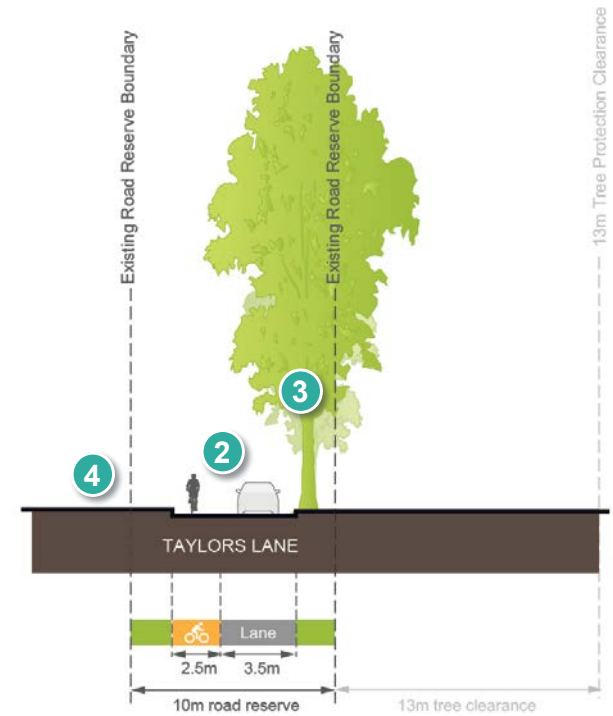 Existing Road Reserve Boundary
Existing Road Reserve Boundary
13m Tree Protection Clearance
3
2
4
TAYLORS LANE
Lane
2.5m
3.5m
10m road reserve
13m tree clearance